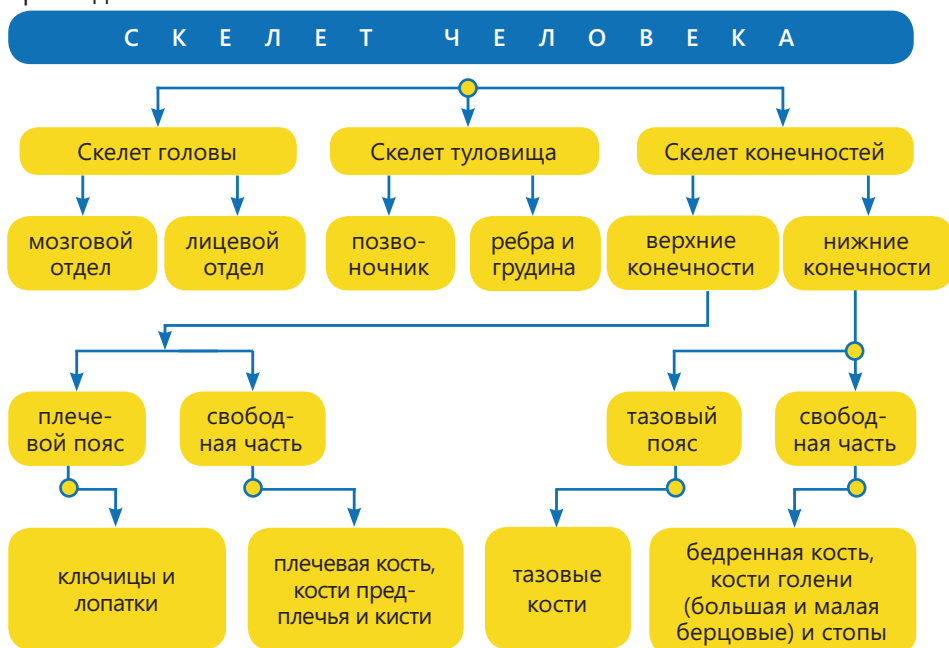 СКЕЛЕТ ЧЕЛОВЕКА
Скелет головы
Скелет туловища
Скелет конечностей
мозговой
отдел
лицевой
отдел
позво-
ночник
ребра и
грудина
верхние
конечности
нижние
конечности
плече-
вой пояс
свобод-
ная часть
тазовый
пояс
свобод-
ная часть
ключицы и
лопатки
плечевая кость,
кости пред-
плечья и кисти
тазовые
кости
бедренная кость,
кости голени
(большая и малая
берцовые) и стопы